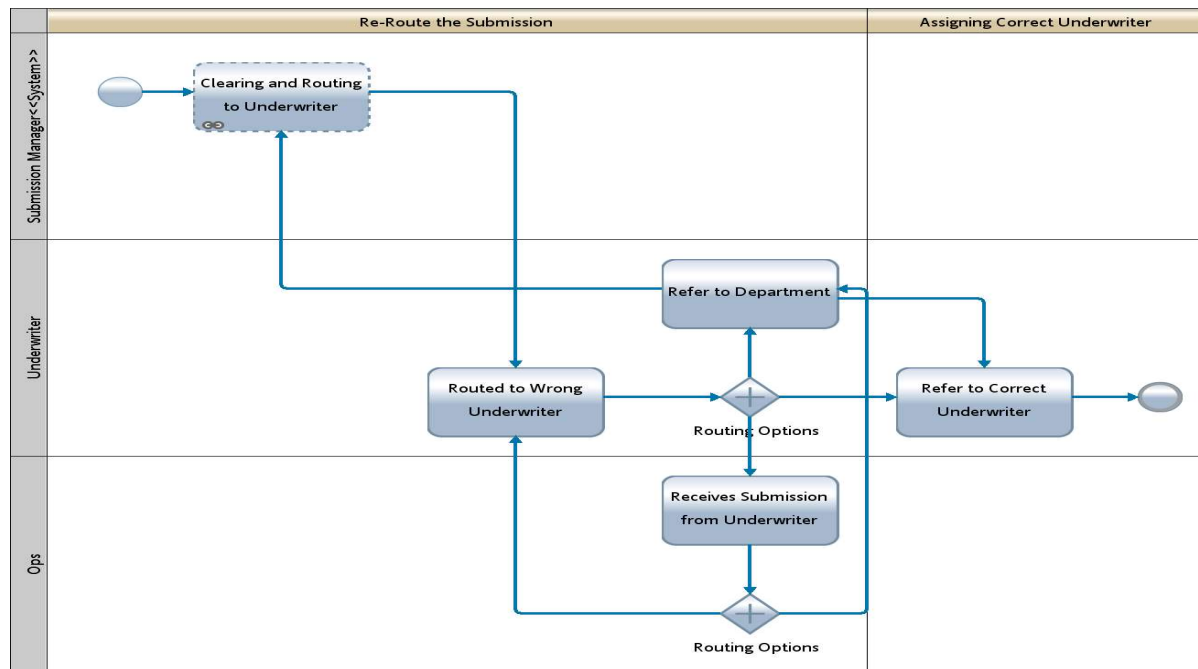 Re-Route the Submission
Assigning Correct Underwriter
Submission Manager<<System>>
Clearing and Routing
to Underwriter
Underwriter
Refer to Department
Routed to Wrong
Underwriter
Routing Options
Refer to Correct
Underwriter
Ops
Receives Submission
from Underwriter
Routing Options